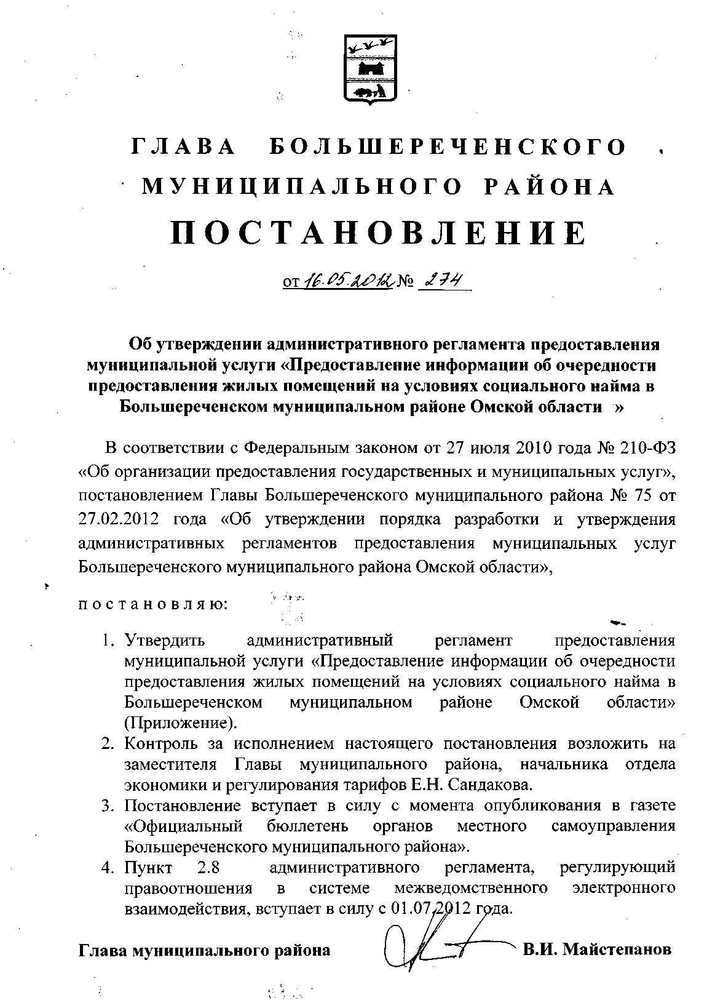 ГЛАВА БОЛЬШЕРЕЧЕНСКОГО
МУНИЦИПАЛЬНОГО РАЙОНА
ПОСТАНОВЛЕНИЕ
от 16.05.2012 № 274
Об утверждении административного регламента предоставления
муниципальной услуги «Предоставление информации об очередности
предоставления жилых помещений на условиях социального найма в
Большереченском муниципальном районе Омской области »
В соответствии с Федеральным законом от 27 июля 2010 года № 210-ФЗ
«Об организации предоставления государственных и муниципальных услуг»,
постановлением Главы Большереченского муниципального района № 75 от
27.02.2012 года «Об утверждении порядка разработки и утверждения
административных регламентов предоставления муниципальных услуг
Большереченского муниципального района Омской области»,
п о с т а н о в л я ю:
1. Утвердить административный регламент предоставления
муниципальной услуги «Предоставление информации об очередности
предоставления жилых помещений на условиях социального найма в
Большереченском муниципальном районе Омской области»
(Приложение).
2. Контроль за исполнением настоящего постановления возложить на
заместителя Главы муниципального района, начальника отдела
экономики и регулирования тарифов Е.Н. Сандакова.
3. Постановление вступает в силу с момента опубликования в газете
«Официальный бюллетень органов местного самоуправления
Большереченского муниципального района».
4. Пункт 2.8 административного регламента, регулирующий
правоотношения в системе межведомственного электронного
взаимодействия, вступает в силу с 01.07.2012 года.
Глава муниципального района В.И. Майстепанов